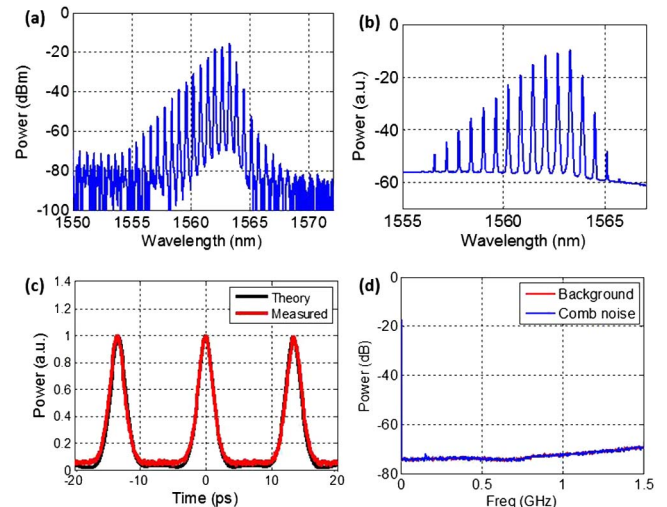 (a)
0
-20
-40
-60
-80
-100
1550 1555 1560 1565 1570
Wavelength (nm)
Power (dBm)
(b)
0
-20
-40
-60
1555 1560 1565
Wavelength (nm)
Power (a.u.)
(c)
1.4
1.2
1
0.8
0.6
0.4
0.2
0
-20 -10 0 10 20
Time (ps)
Power (a.u.)
Theory
Measured
(d)
0
-20
-40
-60
-80
0 0.5 1 1.5
Freq (GHz)
Power (dB)
Background
Comb noise